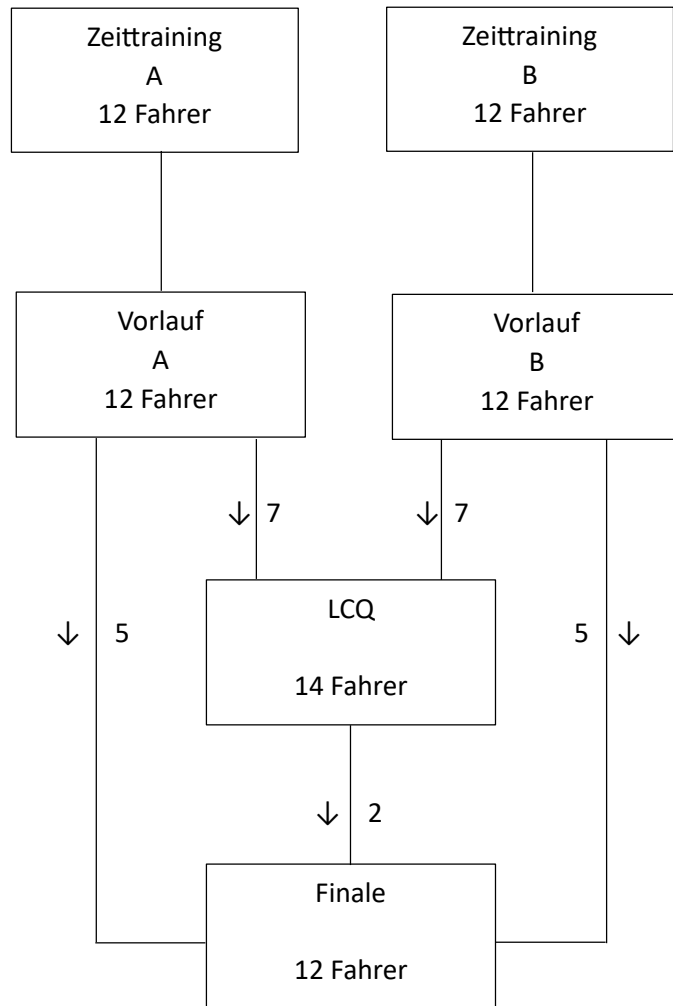 Zeittraining
A
12 Fahrer
Zeittraining
B
12 Fahrer
Vorlauf
A
12 Fahrer
Vorlauf
B
12 Fahrer
↓ 7
↓ 7
LCQ
14 Fahrer
↓ 5
5 ↓
↓ 2
Finale
12 Fahrer